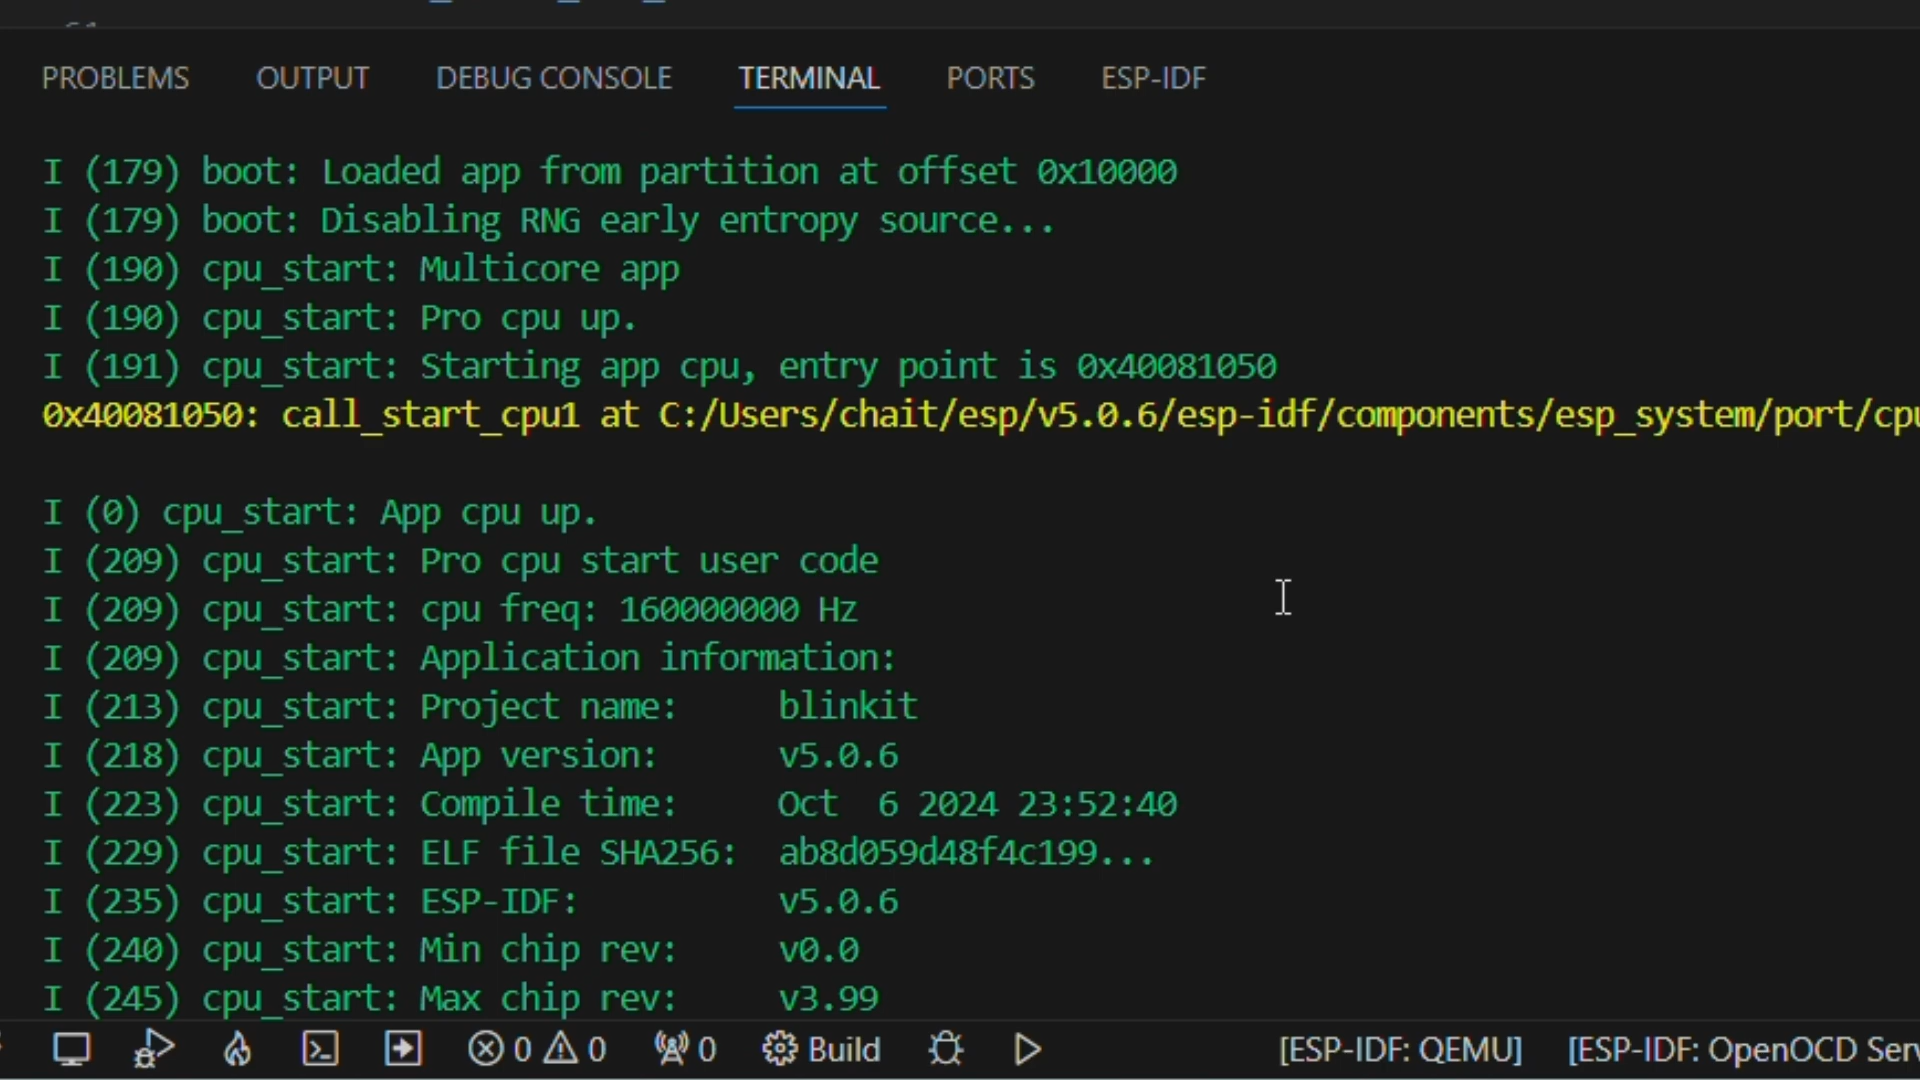 PROBLEMS OUTPUT DEBUG CONSOLE TERMINAL PORTS ESP-IDF
I (179) boot: Loaded app from partition at offset 0x10000
I (179) boot: Disabling RNG early entropy source...
I (190) cpu_start: Multicore app
I (190) cpu_start: Pro cpu up.
I (191) cpu_start: Starting app cpu, entry point is 0x40081050
0x40081050: call_start_cpu1 at C:/Users/chait/esp/v5.0.6/esp-idf/components/esp_system/port/cpu
I (0) cpu_start: App cpu up.
I (209) cpu_start: Pro cpu start user code
I (209) cpu_start: cpu freq: 160000000 Hz
I (209) cpu_start: Application information:
I (213) cpu_start: Project name:     blinkit
I (218) cpu_start: App version:      v5.0.6
I (223) cpu_start: Compile time:     Oct  6 2024 23:52:40
I (229) cpu_start: ELF file SHA256:  ab8d059d48f4c199...
I (235) cpu_start: ESP-IDF:          v5.0.6
I (240) cpu_start: Min chip rev:     v0.0
I (245) cpu_start: Max chip rev:     v3.99
0 0 0 Build [ESP-IDF: QEMU] [ESP-IDF: OpenOCD Serv